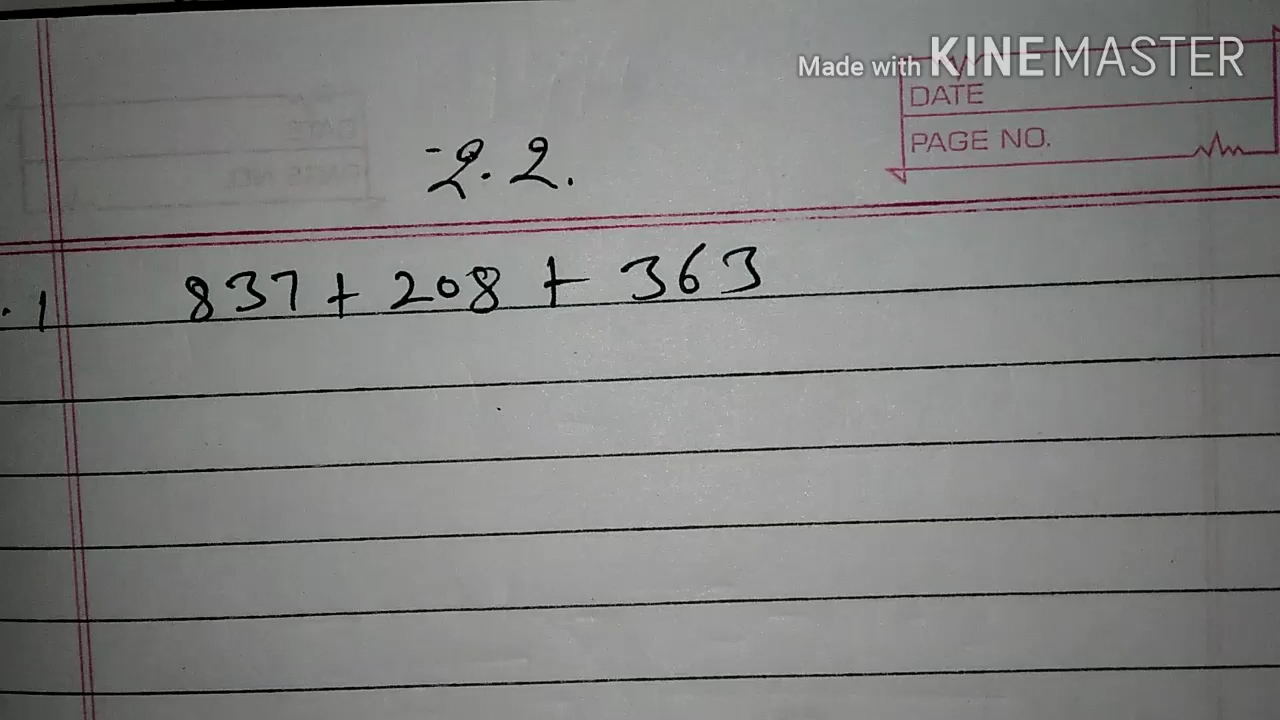 Made with KINEMASTER
DATE
PAGE NO.
2.2.
.1 837 + 208 + 363